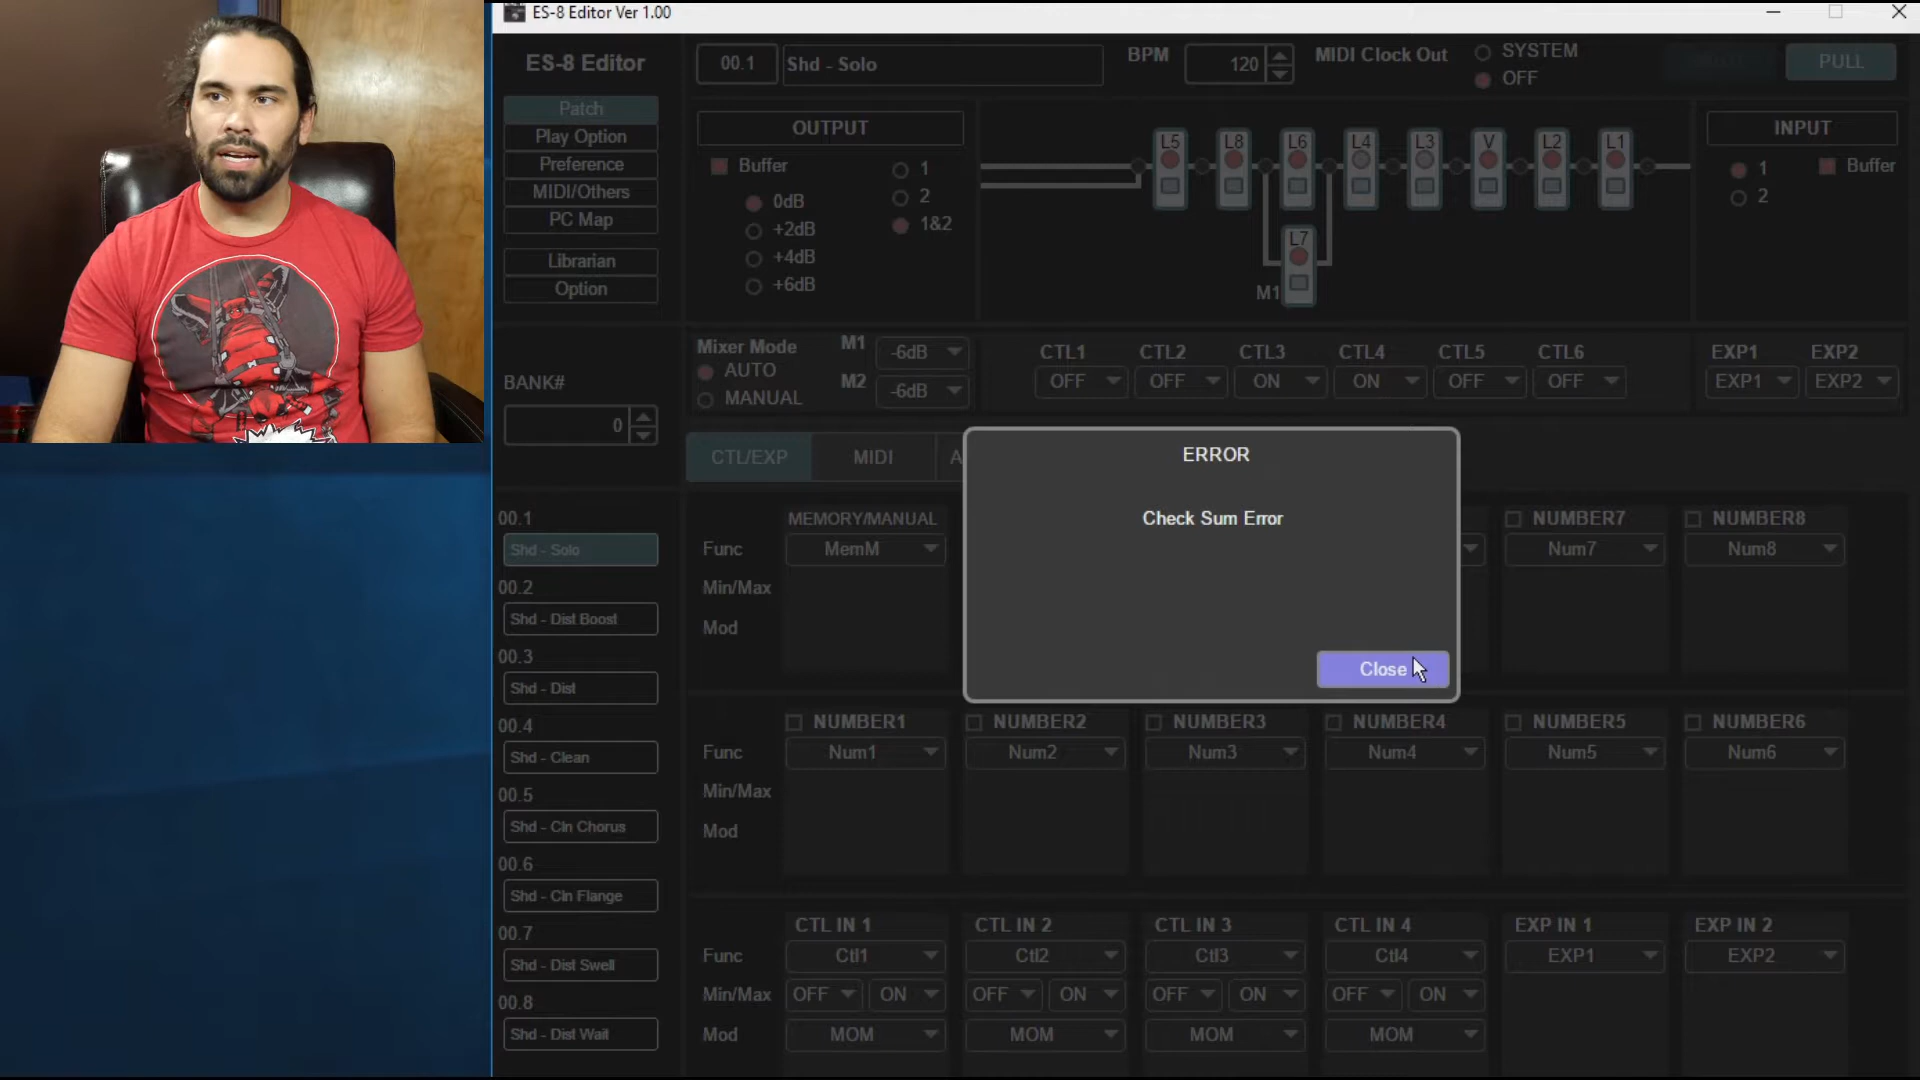 ES-8 Editor Ver 1.00
ES-8 Editor
00.1
Shd - Solo
BPM
120
MIDI Clock Out
SYSTEM
OFF
PULL
Patch
Play Option
Preference
MIDI/Others
PC Map
Librarian
Option
OUTPUT
Buffer
0dB
+2dB
+4dB
+6dB
1
2
1&2
L5
L8
L6
L4
L3
V
L2
L1
L7
M1
INPUT
1
2
Buffer
BANK#
0
Mixer Mode
AUTO
MANUAL
M1
-6dB
M2
-6dB
CTL1
CTL2
CTL3
CTL4
CTL5
CTL6
OFF
OFF
ON
ON
OFF
OFF
EXP1
EXP2
EXP1
EXP2
CTL/EXP
MIDI
ERROR
Check Sum Error
Close
00.1
Shd - Solo
00.2
Shd - Dist Boost
00.3
Shd - Dist
00.4
Shd - Clean
00.5
Shd - Cln Chorus
00.6
Shd - Cln Flange
00.7
Shd - Dist Swell
00.8
Shd - Dist Wait
MEMORY/MANUAL
NUMBER7
NUMBER8
Func
MemM
Num7
Num8
Min/Max
Mod
NUMBER1
NUMBER2
NUMBER3
NUMBER4
NUMBER5
NUMBER6
Func
Num1
Num2
Num3
Num4
Num5
Num6
Min/Max
Mod
CTL IN 1
CTL IN 2
CTL IN 3
CTL IN 4
EXP IN 1
EXP IN 2
Func
Ctl1
Ctl2
Ctl3
Ctl4
EXP1
EXP2
Min/Max
OFF
ON
OFF
ON
OFF
ON
OFF
ON
Mod
MOM
MOM
MOM
MOM